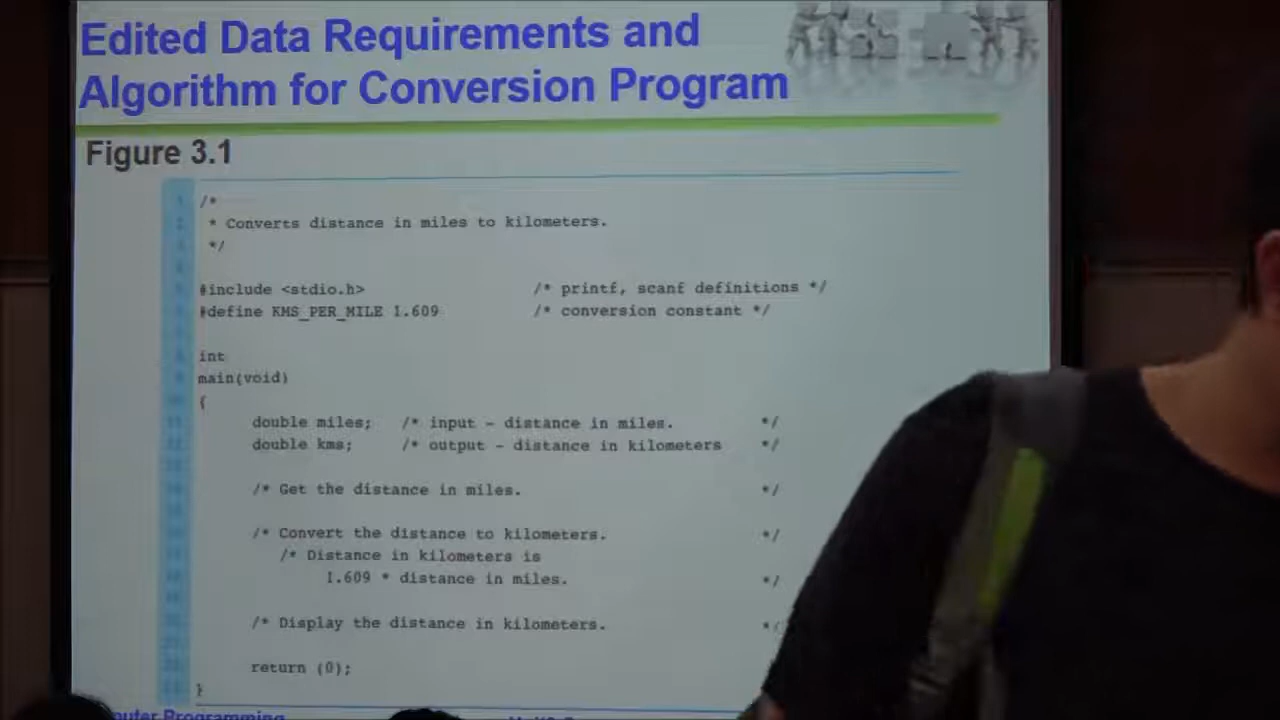 Edited Data Requirements and
Algorithm for Conversion Program
Figure 3.1
/*
* Converts distance in miles to kilometers.
*/
#include <stdio.h> /* printf, scanf definitions */
#define KMS_PER_MILE 1.609 /* conversion constant */
int
main(void)
{
double miles; /* input - distance in miles. */
double kms; /* output - distance in kilometers */
/* Get the distance in miles. */
/* Convert the distance to kilometers. */
/* Distance in kilometers is
1.609 * distance in miles. */
/* Display the distance in kilometers. */
return (0);
}
Programming